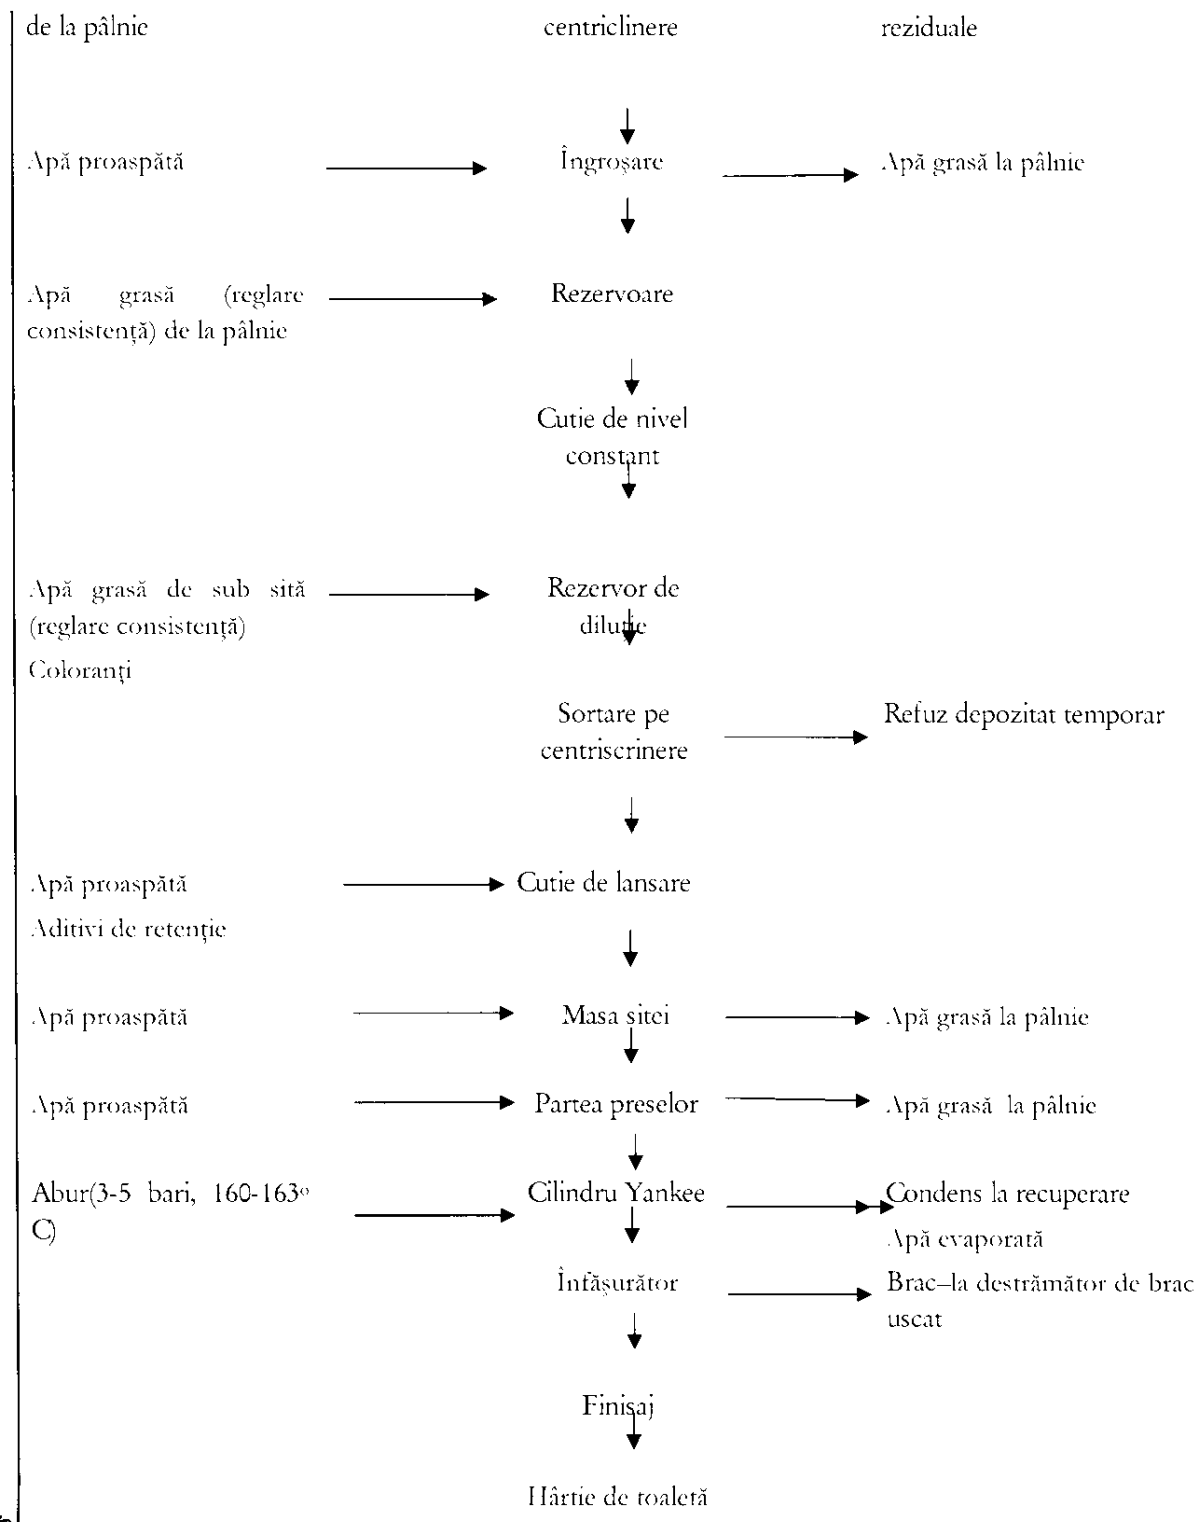 de la pâlnie
centriclinere
reziduale
Apă proaspătă
Îngroșare
Apă grasă la pâlnie
Apă grasă (reglare
consistență) de la pâlnie
Rezervoare
Cutie de nivel
constant
Apă grasă de sub sită
(reglare consistență)
Coloranți
Rezervor de
diluție
Sortare pe
centriscrinere
Refuz depozitat temporar
Apă proaspătă
Aditivi de retenție
Cutie de lansare
Apă proaspătă
Masa sitei
Apă grasă la pâlnie
Apă proaspătă
Partea preselor
Apă grasă la pâlnie
Abur(3-5 bari, 160-163°
C)
Cilindru Yankee
Condens la recuperare
Apă evaporată
Înfășurător
Brac–la destrămător de brac
uscat
Finisaj
Hârtie de toaletă